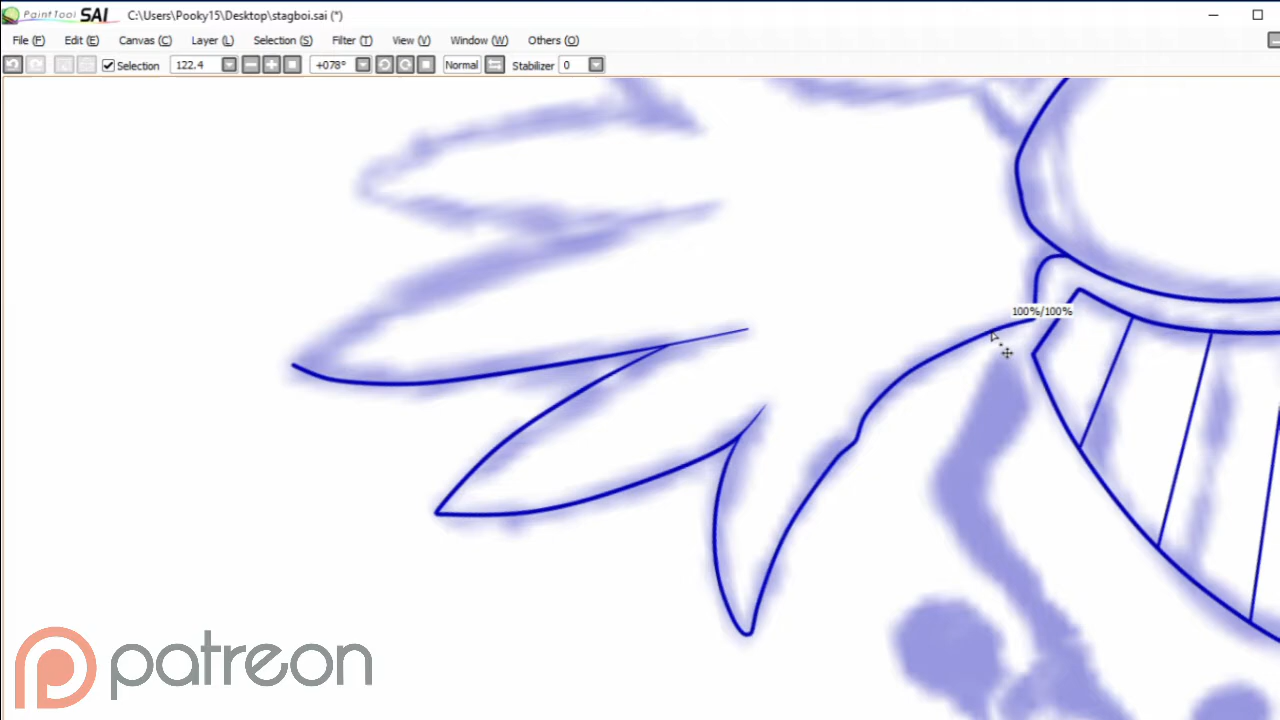 PaintTool SAI C:\Users\Pooky15\Desktop\stagboi.sai (*)
File (F) Edit (E) Canvas (C) Layer (L) Selection (S) Filter (T) View (V) Window (W) Others (O)
Selection 122.4 +078° Normal Stabilizer 0
100%/100%
patreon